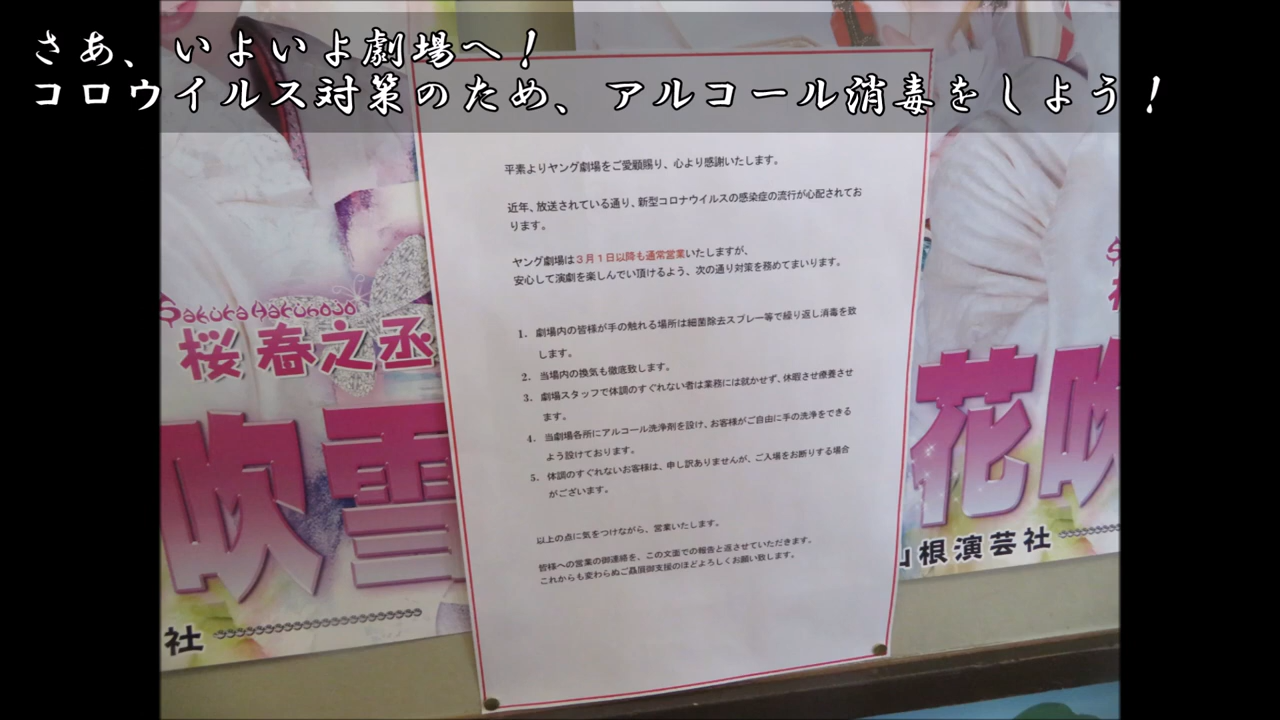 さあ、いよいよ劇場へ！
コロウイルス対策のため、アルコール消毒をしよう！
平素よりヤング劇場をご愛顧賜り、心より感謝いたします。
近年、放送されている通り、新型コロナウイルスの感染症の流行が心配されてお
ります。
ヤング劇場は３月１日以降も通常営業いたしますが、
安心して演劇を楽しんでい頂けるよう、次の通り対策を務めてまいります。
1. 劇場内の皆様が手の触れる場所は細菌除去スプレー等で繰り返し消毒を致
します。
2. 当場内の換気も徹底致します。
3. 劇場スタッフで体調のすぐれない者は業務には就かせず、休暇させ療養させ
ます。
4. 当劇場各所にアルコール洗浄剤を設け、お客様がご自由に手の洗浄をできる
よう設けております。
5. 体調のすぐれないお客様は、申し訳ありませんが、ご入場をお断りする場合
がございます。
以上の点に気をつけながら、営業いたします。
皆様への営業の御連絡を、この文面での報告と返させていただきます。
これからも変わらぬご贔屓御支援のほどよろしくお願い致します。
Sakura Harunojo
桜春之丞
吹雪
社
花吹
山根演芸社